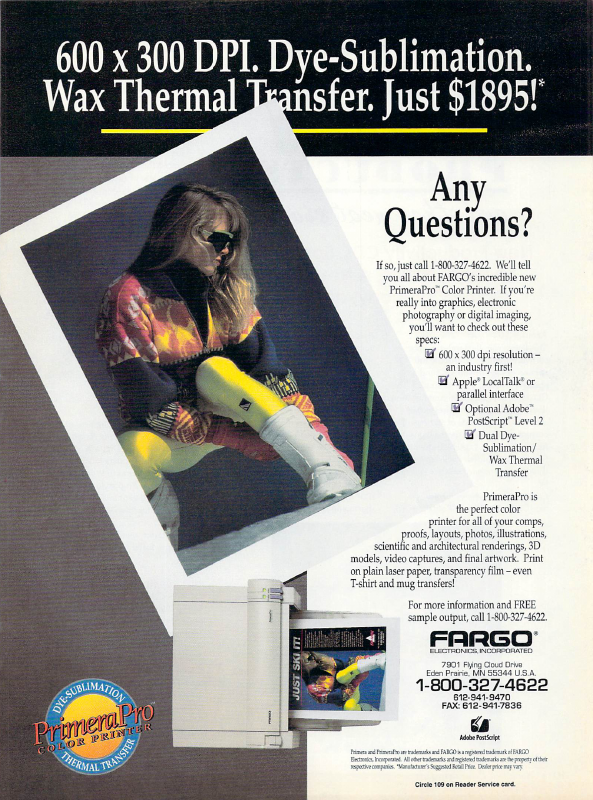 600 x 300 DPI. Dye-Sublimation.
Wax Thermal Transfer. Just $1895!*
Any
Questions?
If so, just call 1-800-327-4622. We'll tell
you all about FARGO's incredible new
PrimeraPro™ Color Printer. If you're
really into graphics, electronic
photography or digital imaging,
you'll want to check out these
specs:
600 x 300 dpi resolution –
an industry first!
Apple® LocalTalk® or
parallel interface
Optional Adobe™
PostScript™ Level 2
Dual Dye-
Sublimation/
Wax Thermal
Transfer
PrimeraPro is
the perfect color
printer for all of your comps,
proofs, layouts, photos, illustrations,
scientific and architectural renderings, 3D
models, video captures, and final artwork. Print
on plain laser paper, transparency film – even
T-shirt and mug transfers!
For more information and FREE
sample output, call 1-800-327-4622.
FARGO®
ELECTRONICS, INCORPORATED
7901 Flying Cloud Drive
Eden Prairie, MN 55344 U.S.A.
1-800-327-4622
612-941-9470
FAX: 612-941-7836
Adobe PostScript
JUST SKI IT!
DYE-SUBLIMATION
PrimeraPro™
COLOR PRINTER
THERMAL TRANSFER
Primera and PrimeraPro are trademarks and FARGO is a registered trademark of FARGO
Electronics, Incorporated. All other trademarks and registered trademarks are the property of their
respective companies. *Manufacturer's Suggested Retail Price. Dealer price may vary.
Circle 109 on Reader Service card.